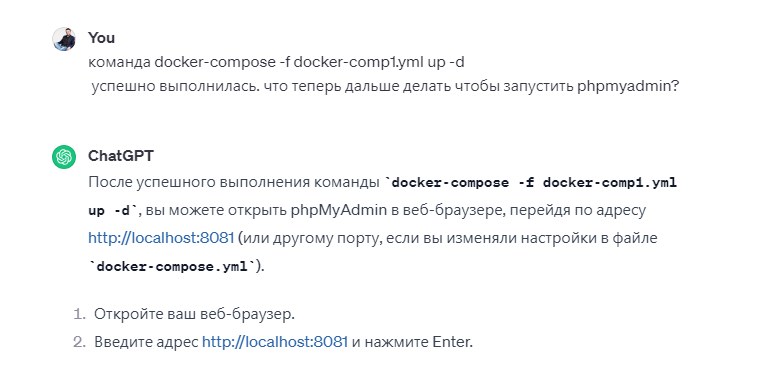 You
команда docker-compose -f docker-comp1.yml up -d
успешно выполнилась. что теперь дальше делать чтобы запустить phpmyadmin?
ChatGPT
После успешного выполнения команды `docker-compose -f docker-comp1.yml
up -d`, вы можете открыть phpMyAdmin в веб-браузере, перейдя по адресу
http://localhost:8081 (или другому порту, если вы изменяли настройки в файле
`docker-compose.yml`).
1. Откройте ваш веб-браузер.
2. Введите адрес http://localhost:8081 и нажмите Enter.